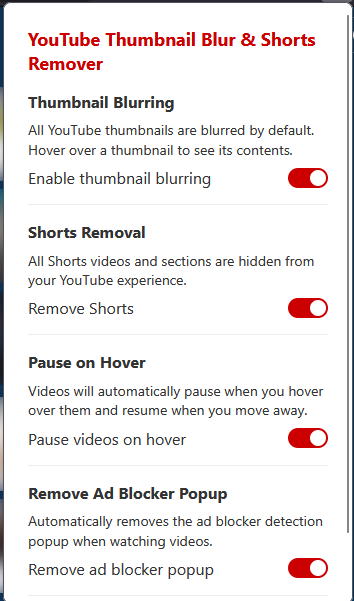 YouTube Thumbnail Blur & Shorts
Remover
Thumbnail Blurring
All YouTube thumbnails are blurred by default.
Hover over a thumbnail to see its contents.
Enable thumbnail blurring
Shorts Removal
All Shorts videos and sections are hidden from
your YouTube experience.
Remove Shorts
Pause on Hover
Videos will automatically pause when you hover
over them and resume when you move away.
Pause videos on hover
Remove Ad Blocker Popup
Automatically removes the ad blocker detection
popup when watching videos.
Remove ad blocker popup